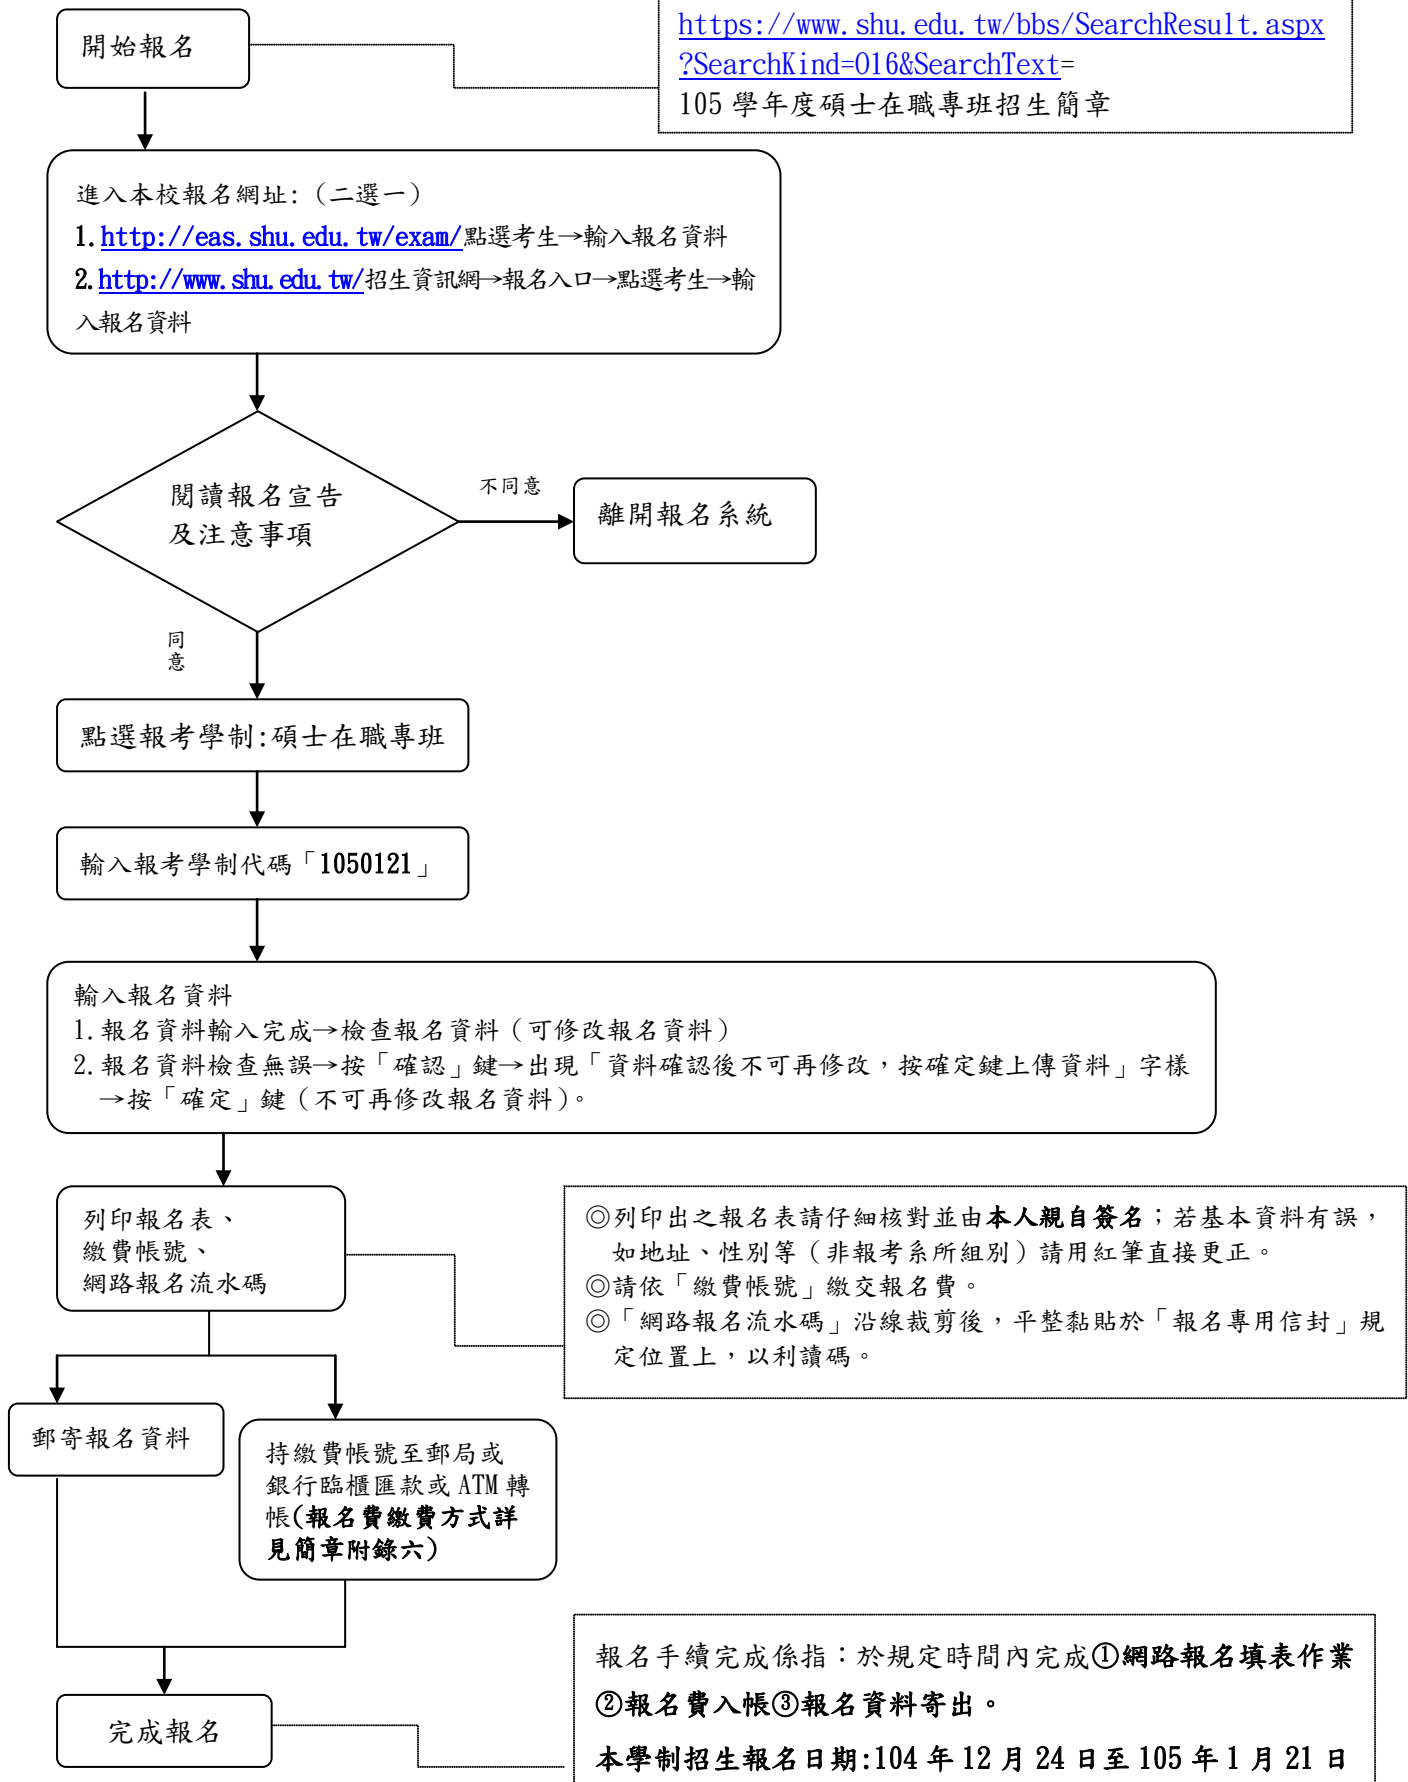 開始報名
https://www.shu.edu.tw/bbs/SearchResult.aspx
?SearchKind=016&SearchText=
105 學年度碩士在職專班招生簡章
進入本校報名網址:（二選一）
1.http://eas.shu.edu.tw/exam/點選考生→輸入報名資料
2.http://www.shu.edu.tw/招生資訊網→報名入口→點選考生→輸
入報名資料
閱讀報名宣告
及注意事項
不同意
離開報名系統
同
意
點選報考學制:碩士在職專班
輸入報考學制代碼「1050121」
輸入報名資料
1.報名資料輸入完成→檢查報名資料（可修改報名資料）
2.報名資料檢查無誤→按「確認」鍵→出現「資料確認後不可再修改，按確定鍵上傳資料」字樣
→按「確定」鍵（不可再修改報名資料）。
列印報名表、
繳費帳號、
網路報名流水碼
◎列印出之報名表請仔細核對並由本人親自簽名；若基本資料有誤，
如地址、性別等（非報考系所組別）請用紅筆直接更正。
◎請依「繳費帳號」繳交報名費。
◎「網路報名流水碼」沿線裁剪後，平整黏貼於「報名專用信封」規
定位置上，以利讀碼。
郵寄報名資料
持繳費帳號至郵局或
銀行臨櫃匯款或 ATM 轉
帳(報名費繳費方式詳
見簡章附錄六)
報名手續完成係指：於規定時間內完成①網路報名填表作業
②報名費入帳③報名資料寄出。
本學制招生報名日期:104 年 12 月 24 日至 105 年 1 月 21 日
完成報名